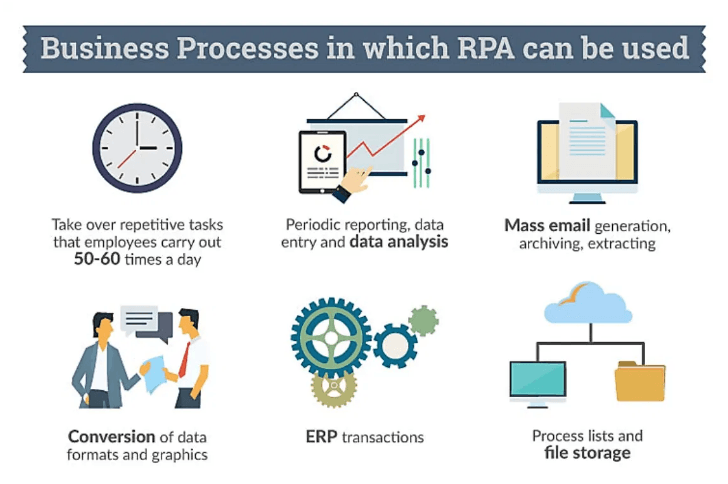 Business Processes in which RPA can be used
Take over repetitive tasks
that employees carry out
50-60 times a day
Periodic reporting, data
entry and data analysis
Mass email generation,
archiving, extracting
Conversion of data
formats and graphics
ERP transactions
Process lists and
file storage